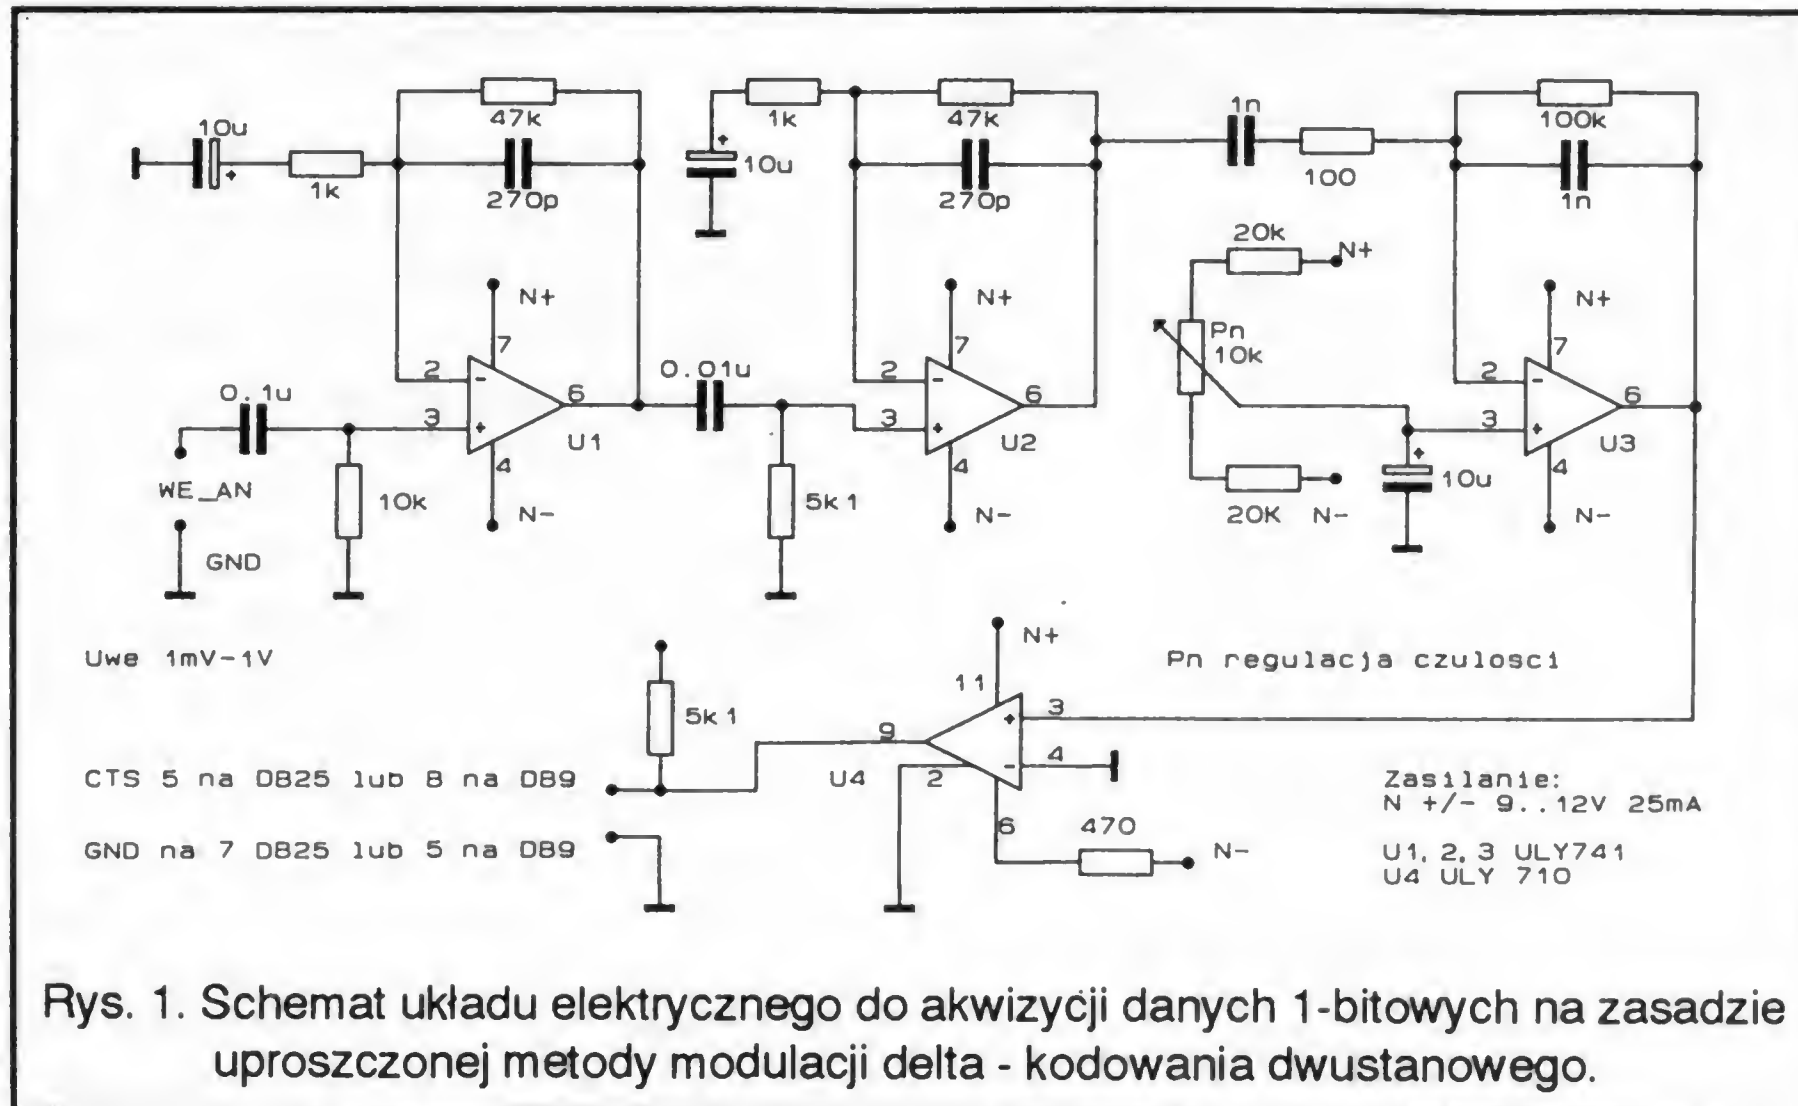 47k
10u
1k
270p
1k
47k
10u
270p
1n
100
100k
1n
20k
N+
Pn
10k
20K
N-
N+
7
2
-
3
+
6
4
U1
N-
0.1u
10k
WE_AN
GND
0.01u
5k1
N+
7
2
-
3
+
6
4
U2
N-
N+
7
2
-
3
+
6
4
U3
N-
+
10u
Uwe 1mV-1V
Pn regulacja czulosci
5k1
N+
11
3
+
4
-
9
2
U4
6
470
N-
CTS 5 na DB25 lub 8 na DB9
GND na 7 DB25 lub 5 na DB9
Zasilanie:
N +/- 9..12V 25mA
U1,2,3 ULY741
U4 ULY 710
Rys. 1. Schemat układu elektrycznego do akwizycji danych 1-bitowych na zasadzie
uproszczonej metody modulacji delta - kodowania dwustanowego.